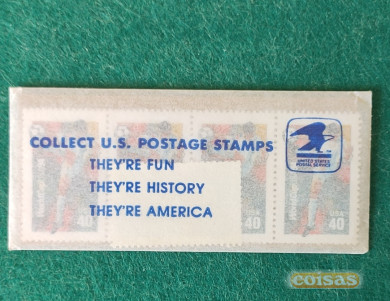 COLLECT U.S. POSTAGE STAMPS
THEY'RE FUN
THEY'RE HISTORY
THEY'RE AMERICA
UNITED STATES
POSTAL SERVICE
USA
40
40
40
coisas